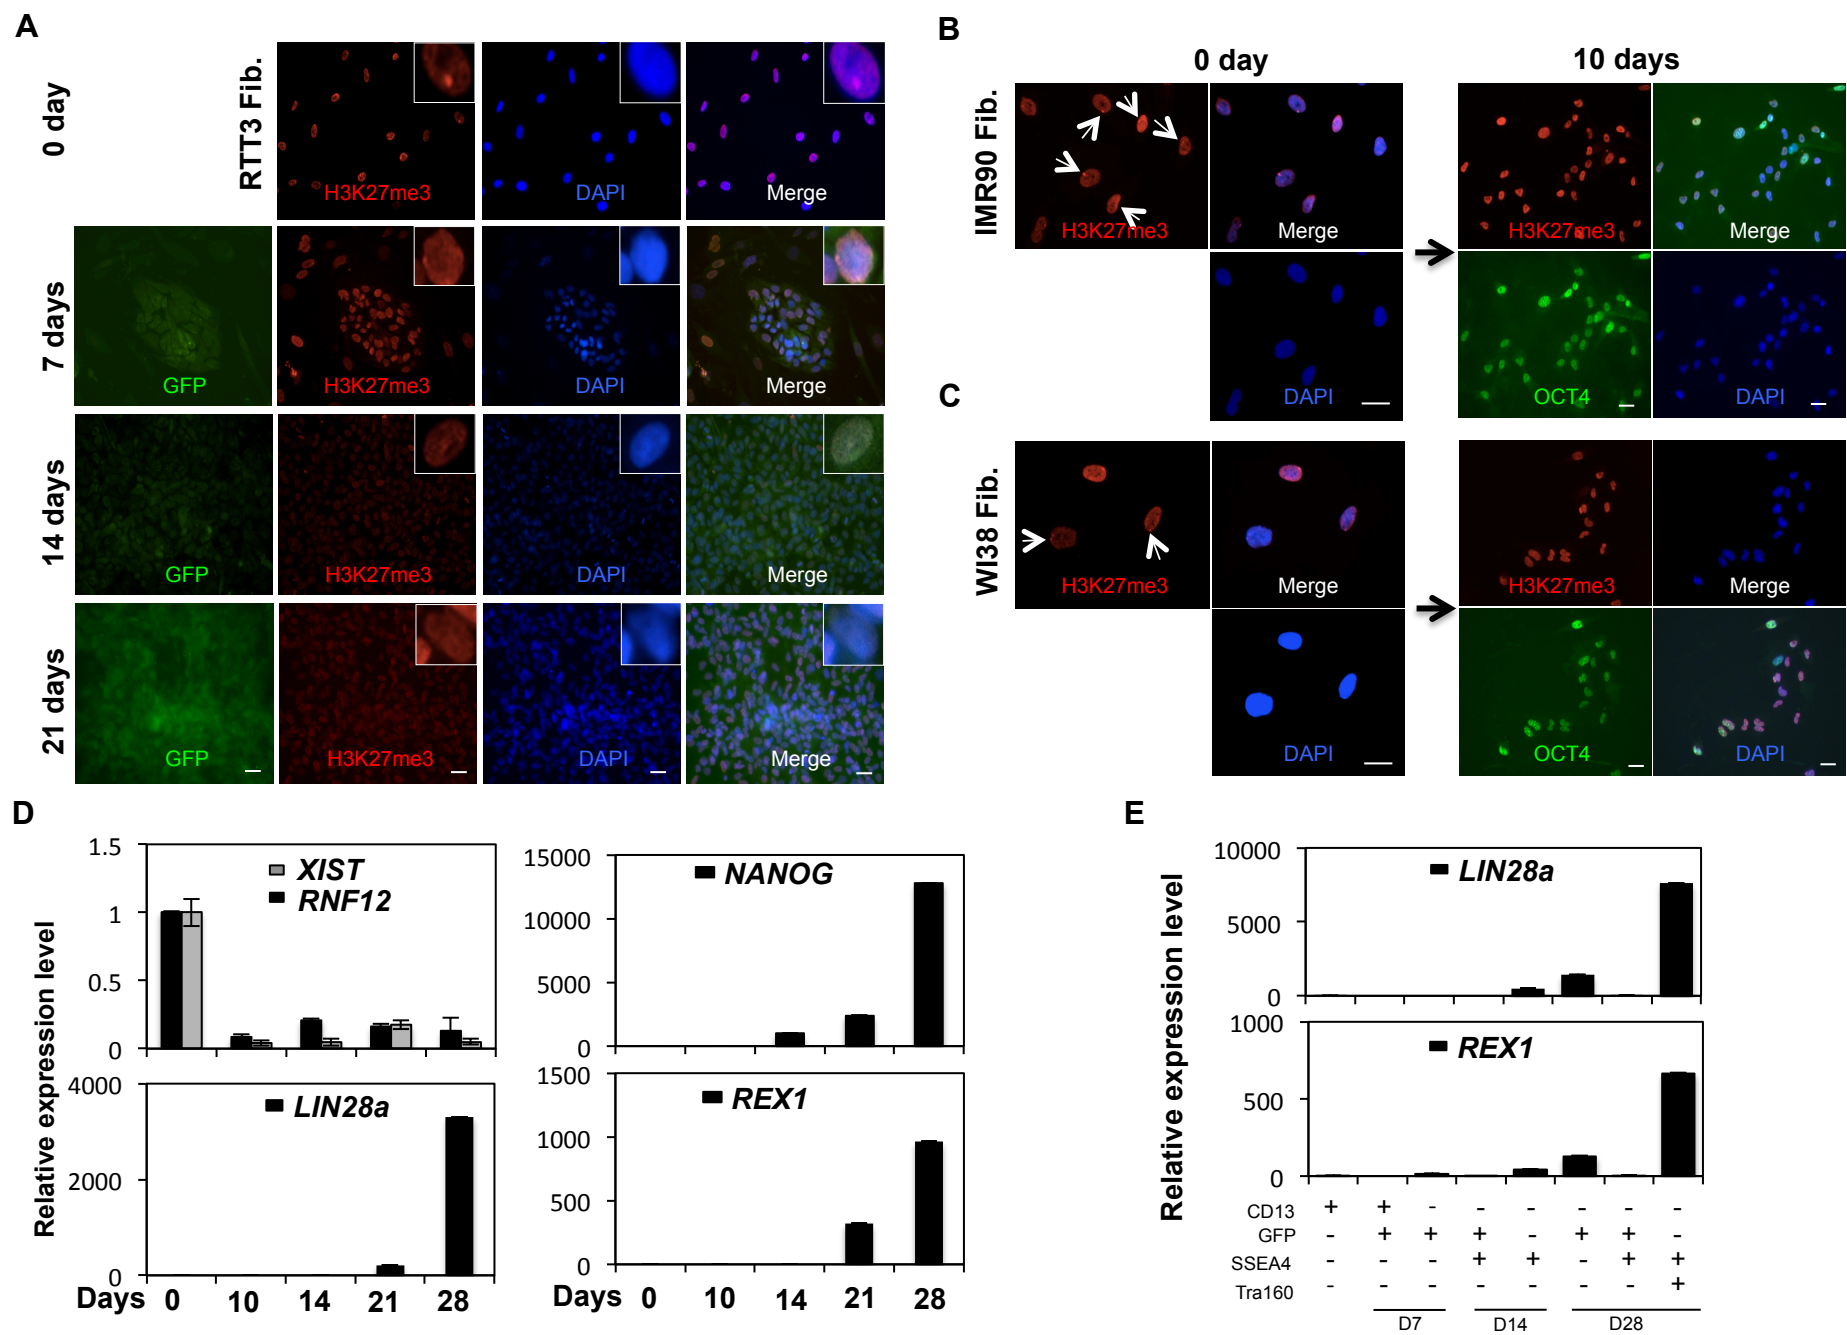 A
0 day
RTT3 Fib.
H3K27me3
DAPI
Merge
7 days
GFP
H3K27me3
DAPI
Merge
14 days
GFP
H3K27me3
DAPI
Merge
21 days
GFP
H3K27me3
DAPI
Merge
B
0 day
10 days
IMR90 Fib.
H3K27me3
Merge
DAPI
H3K27me3
Merge
OCT4
DAPI
C
WI38 Fib.
H3K27me3
Merge
DAPI
H3K27me3
Merge
OCT4
DAPI
D
Relative expression level
1.5
1
0.5
0
XIST
RNF12
15000
10000
5000
0
NANOG
4000
2000
0
LIN28a
1500
1000
500
0
REX1
Days 0 10 14 21 28
Days 0 10 14 21 28
E
Relative expression level
10000
5000
0
LIN28a
1000
500
0
REX1
CD13 + + - - - - - -
GFP - + + + - + + -
SSEA4 - - - + + - + +
Tra160 - - - - - - - +
D7 D14 D28